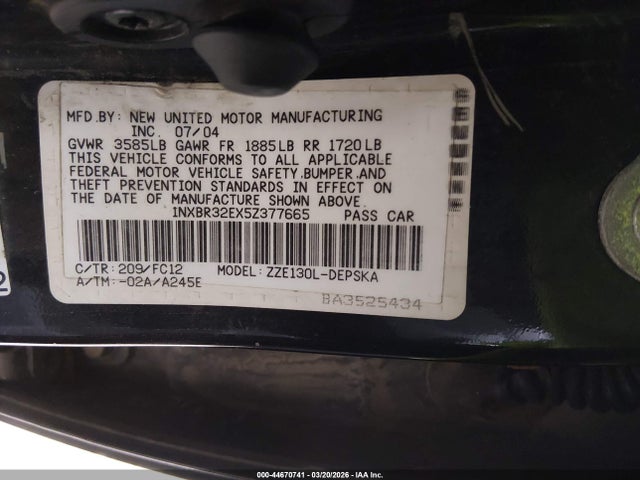 MFD.BY: NEW UNITED MOTOR MANUFACTURING
INC. 07/04
GVWR 3585LB GAWR FR 1885LB RR 1720LB
THIS VEHICLE CONFORMS TO ALL APPLICABLE
FEDERAL MOTOR VEHICLE SAFETY,BUMPER,AND
THEFT PREVENTION STANDARDS IN EFFECT ON
THE DATE OF MANUFACTURE SHOWN ABOVE.
1NXBR32EX5Z377665 PASS CAR
C/TR: 209/FC12 MODEL: ZZE130L-DEPSKA
A/TM: -02A/A245E
BA3525434
2
000-44670741 - 03/20/2026 - IAA Inc.